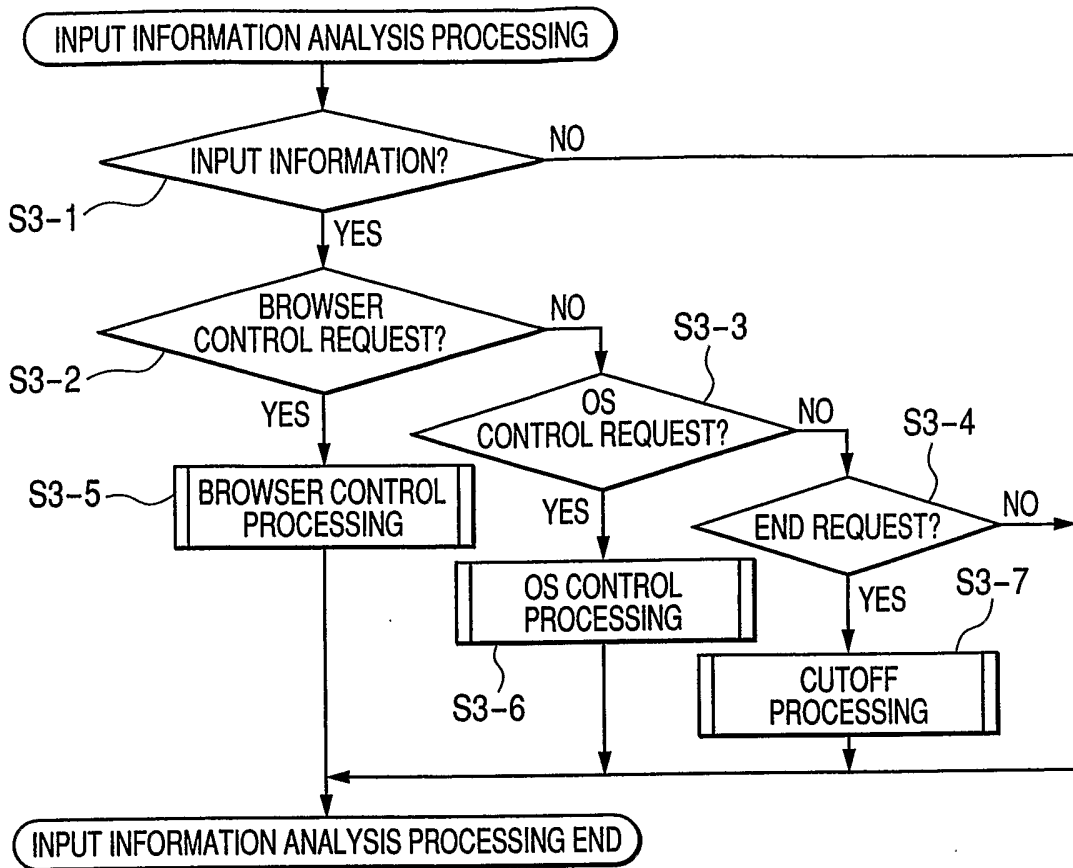 INPUT INFORMATION ANALYSIS PROCESSING
INPUT INFORMATION?
NO
S3-1
YES
BROWSER
CONTROL REQUEST?
NO
S3-2
S3-3
YES
OS
CONTROL REQUEST?
NO
S3-4
S3-5
BROWSER CONTROL
PROCESSING
YES
END REQUEST?
NO
OS CONTROL
PROCESSING
YES
S3-7
S3-6
CUTOFF
PROCESSING
INPUT INFORMATION ANALYSIS PROCESSING END